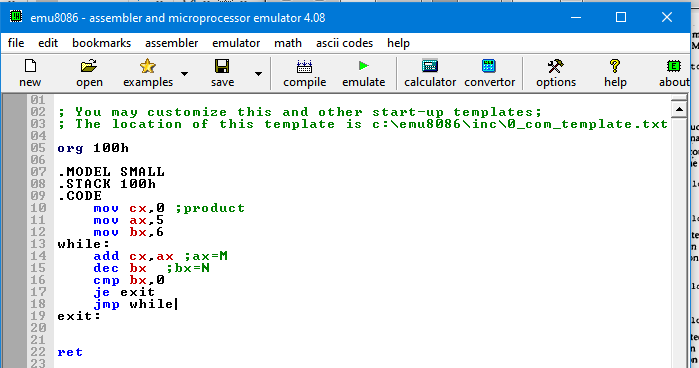 emu8086 - assembler and microprocessor emulator 4.08
file edit bookmarks assembler emulator math ascii codes help
new open examples save compile emulate calculator convertor options help about
01
02 ; You may customize this and other start-up templates;
03 ; The location of this template is c:\emu8086\inc\0_com_template.txt
04
05 org 100h
06
07 .MODEL SMALL
08 .STACK 100h
09 .CODE
10 mov cx,0 ;product
11 mov ax,5
12 mov bx,6
13 while:
14 add cx,ax ;ax=M
15 dec bx ;bx=N
16 cmp bx,0
17 je exit
18 jmp while
19 exit:
20
21
22 ret
23